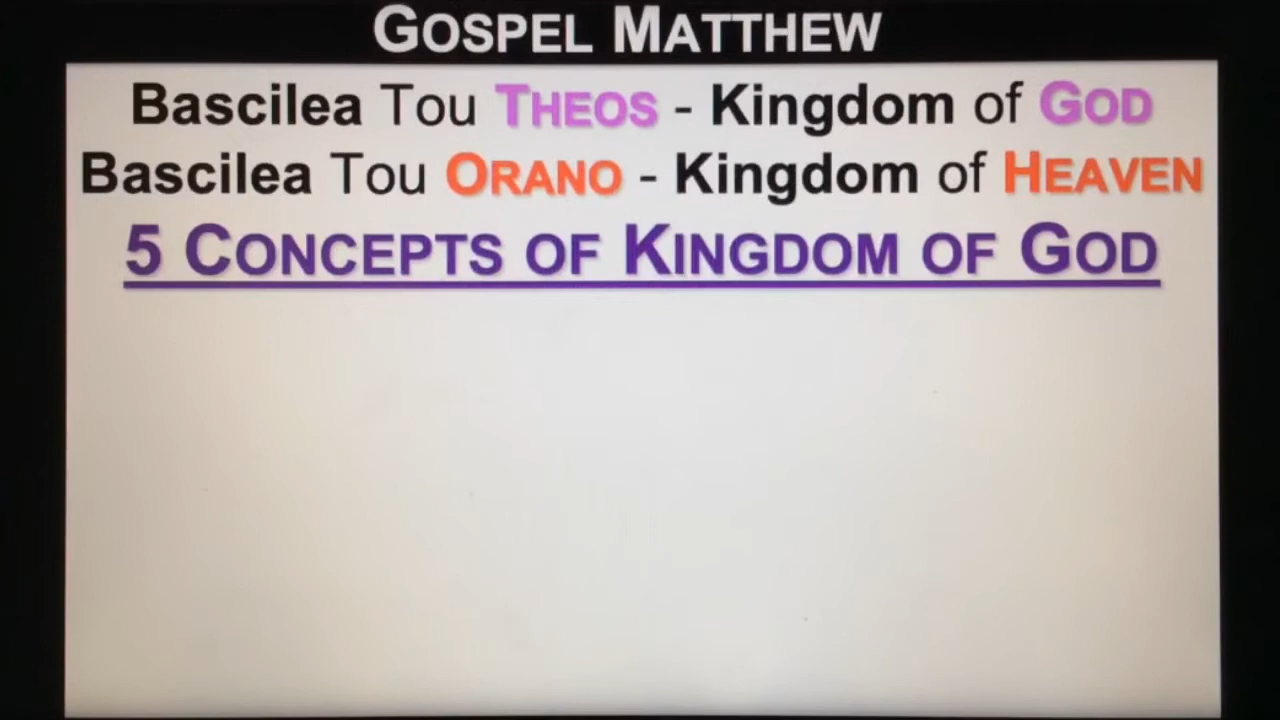 GOSPEL MATTHEW
Bascilea Tou THEOS - Kingdom of GOD
Bascilea Tou ORANO - Kingdom of HEAVEN
5 CONCEPTS OF KINGDOM OF GOD